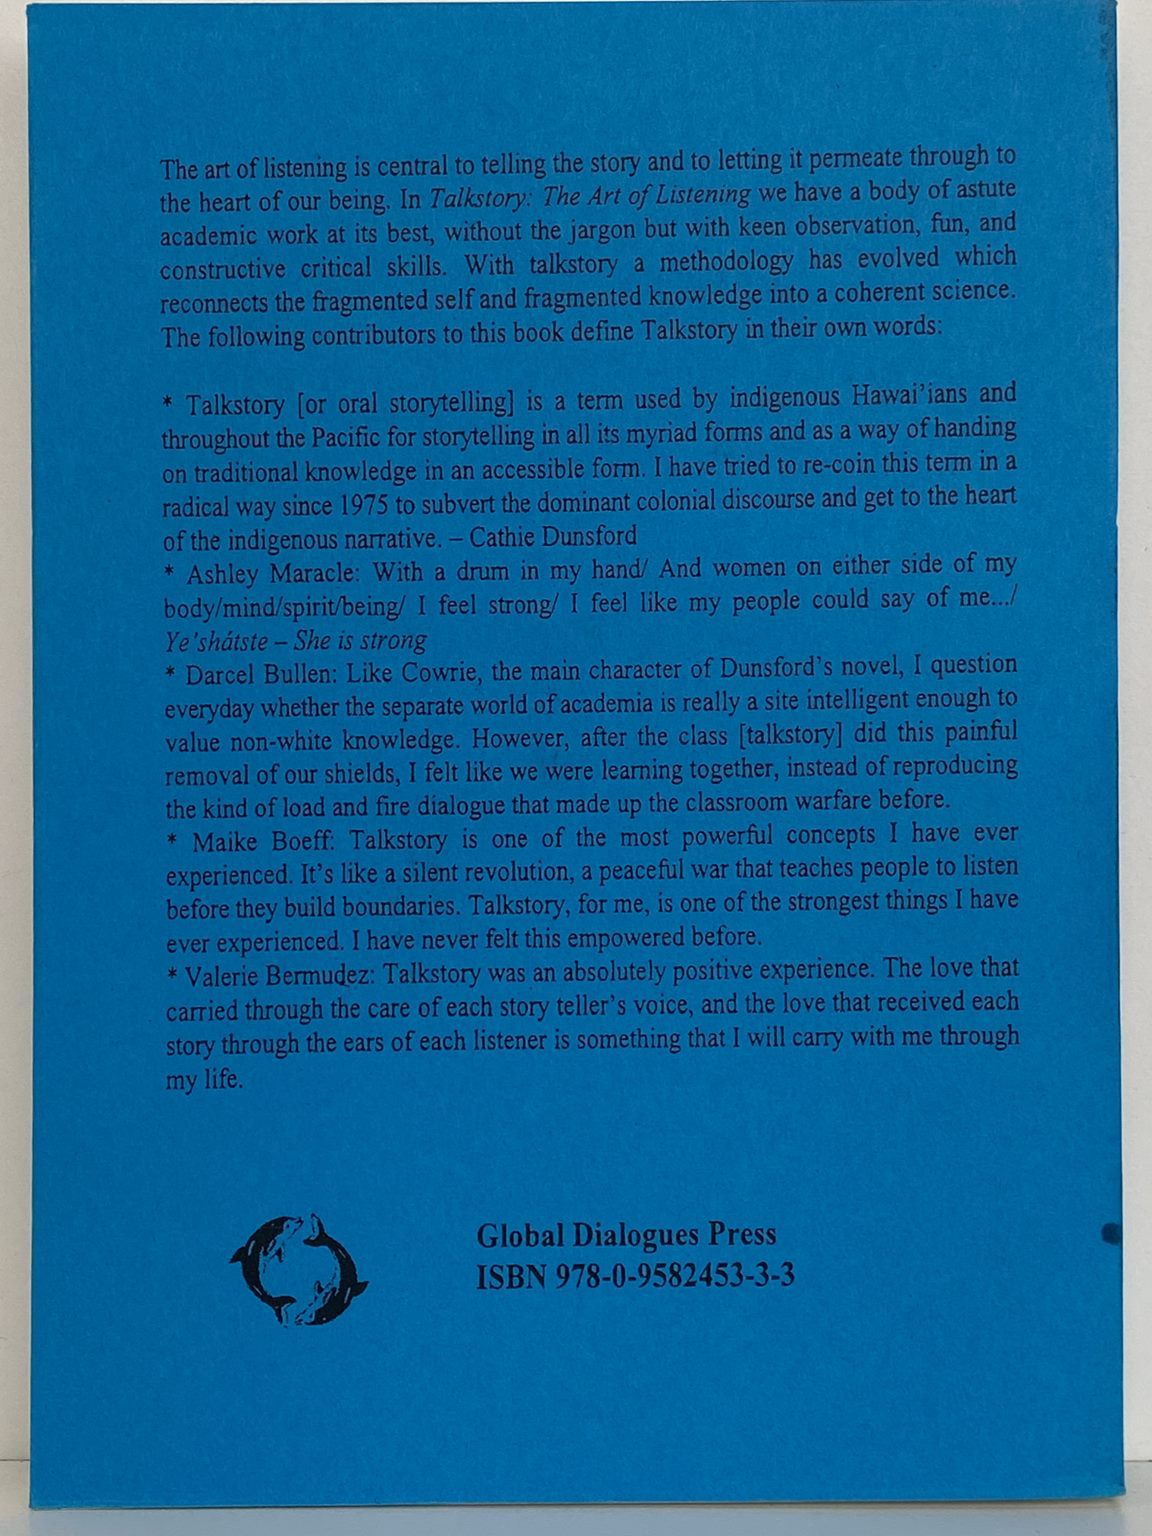 The art of listening is central to telling the story and to letting it permeate through to
the heart of our being. In Talkstory: The Art of Listening we have a body of astute
academic work at its best, without the jargon but with keen observation, fun, and
constructive critical skills. With talkstory a methodology has evolved which
reconnects the fragmented self and fragmented knowledge into a coherent science.
The following contributors to this book define Talkstory in their own words:
* Talkstory [or oral storytelling] is a term used by indigenous Hawai'ians and
throughout the Pacific for storytelling in all its myriad forms and as a way of handing
on traditional knowledge in an accessible form. I have tried to re-coin this term in a
radical way since 1975 to subvert the dominant colonial discourse and get to the heart
of the indigenous narrative. – Cathie Dunsford
* Ashley Maracle: With a drum in my hand/ And women on either side of my
body/mind/spirit/being/ I feel strong/ I feel like my people could say of me.../
Ye'shátste – She is strong
* Darcel Bullen: Like Cowrie, the main character of Dunsford's novel, I question
everyday whether the separate world of academia is really a site intelligent enough to
value non-white knowledge. However, after the class [talkstory] did this painful
removal of our shields, I felt like we were learning together, instead of reproducing
the kind of load and fire dialogue that made up the classroom warfare before.
* Maike Boeff: Talkstory is one of the most powerful concepts I have ever
experienced. It's like a silent revolution, a peaceful war that teaches people to listen
before they build boundaries. Talkstory, for me, is one of the strongest things I have
ever experienced. I have never felt this empowered before.
* Valerie Bermudez: Talkstory was an absolutely positive experience. The love that
carried through the care of each story teller's voice, and the love that received each
story through the ears of each listener is something that I will carry with me through
my life.
Global Dialogues Press
ISBN 978-0-9582453-3-3